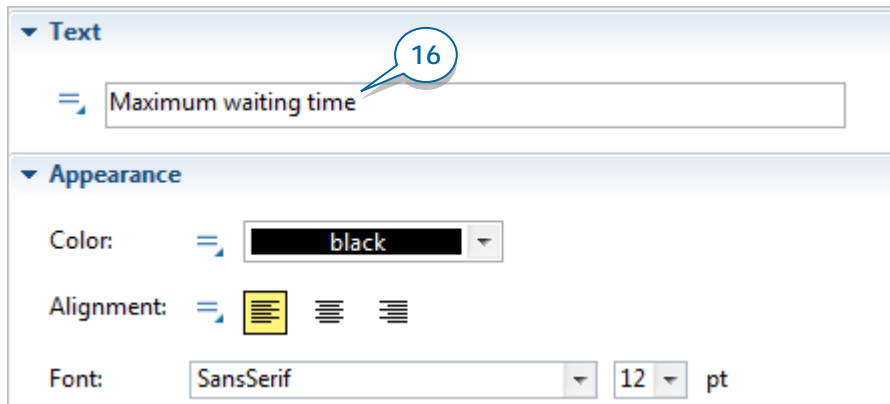 Text
16
Maximum waiting time
Appearance
Color: black
Alignment:
Font: SansSerif 12 pt